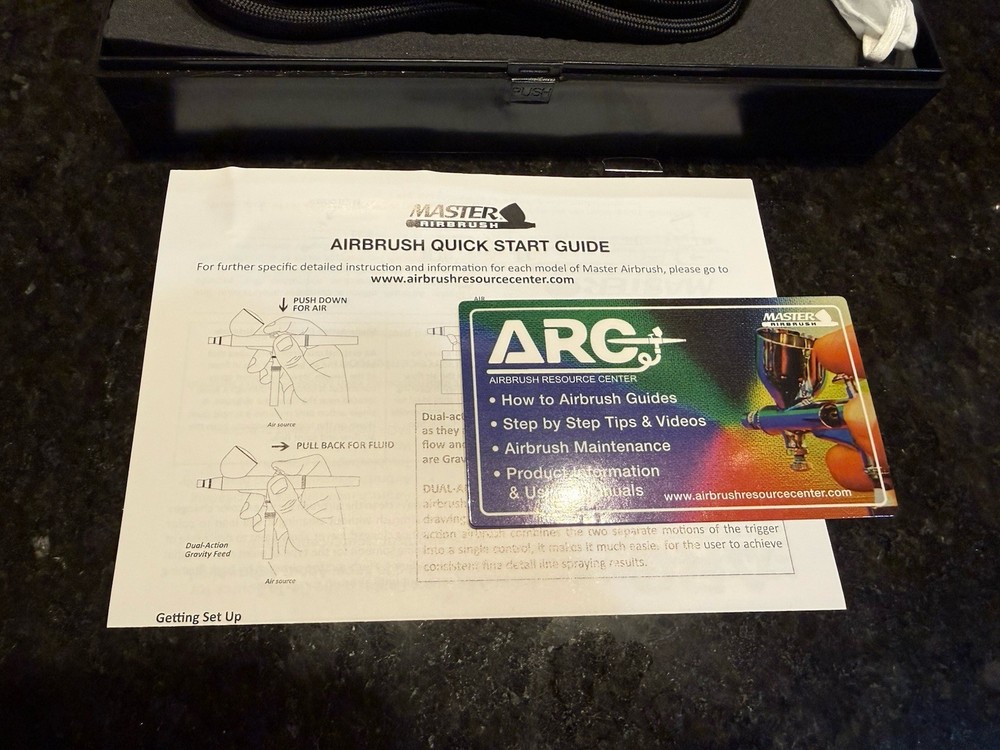 PUSH
MASTER
AIRBRUSH
AIRBRUSH QUICK START GUIDE
For further specific detailed instruction and information for each model of Master Airbrush, please go to
www.airbrushresourcecenter.com
PUSH DOWN
FOR AIR
AIR
Air source
PULL BACK FOR FLUID
Dual-Action
Gravity Feed
Air source
as they
flow and
are
action airbrush combines the two separate motions of the trigger
into a single control, it makes it much easier for the user to achieve
consistent fine detail line spraying results.
Getting Set Up
MASTER
AIRBRUSH
ARC
AIRBRUSH RESOURCE CENTER
• How to Airbrush Guides
• Step by Step Tips & Videos
• Airbrush Maintenance
• Product Information
& User Manuals
www.airbrushresourcecenter.com